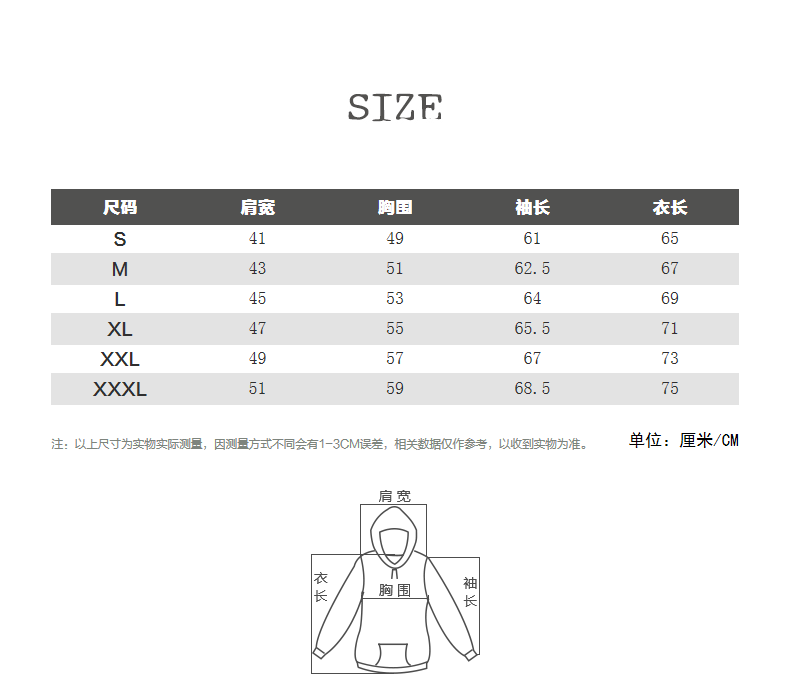 SIZE
尺码 肩宽 胸围 袖长 衣长
S 41 49 61 65
M 43 51 62.5 67
L 45 53 64 69
XL 47 55 65.5 71
XXL 49 57 67 73
XXXL 51 59 68.5 75
注：以上尺寸为实物实际测量，因测量方式不同会有1-3CM误差，相关数据仅作参考，以收到实物为准。
单位：厘米/CM
肩宽
衣长
胸围
袖长